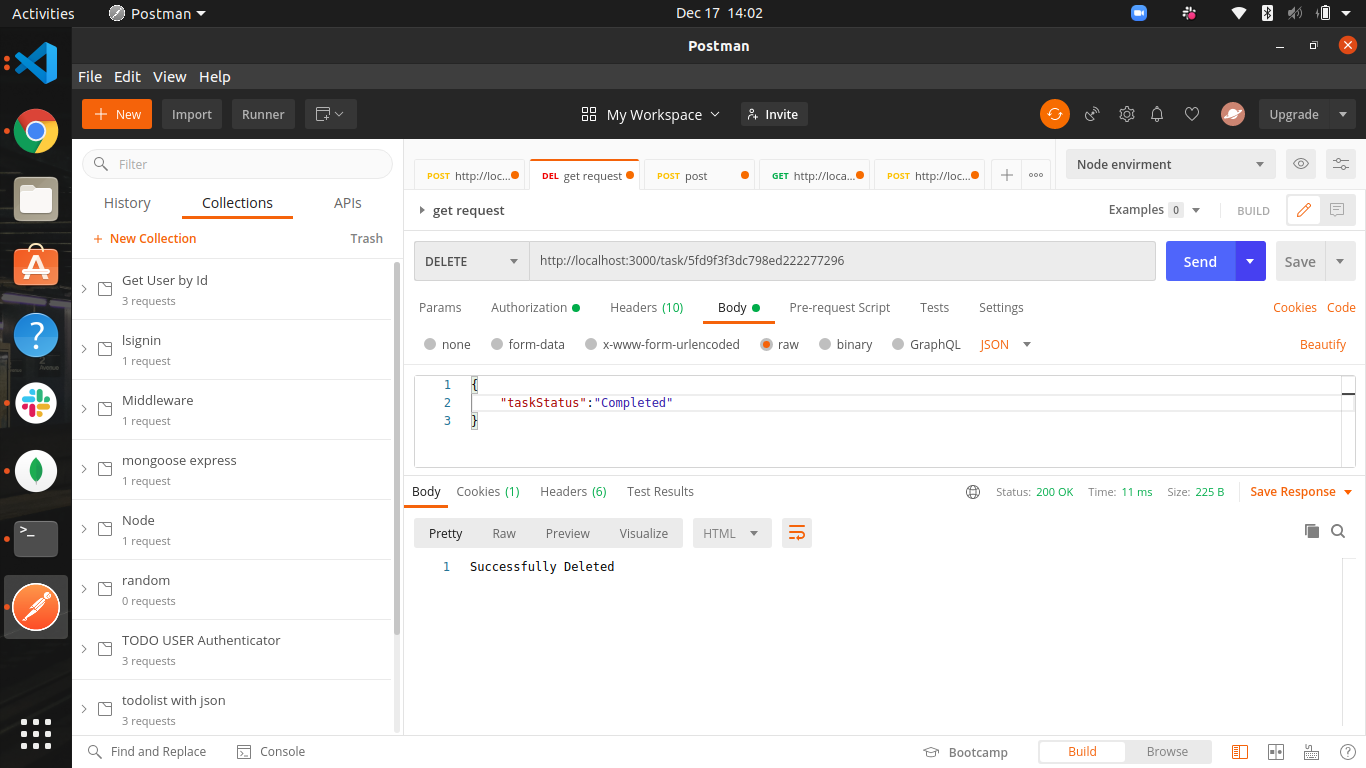 Activities Postman Dec 17 14:02
Postman
File Edit View Help
New Import Runner My Workspace Invite Upgrade
Filter
History Collections APIs
+ New Collection Trash
Get User by Id
3 requests
lsignin
1 request
Middleware
1 request
mongoose express
1 request
Node
1 request
random
0 requests
TODO USER Authenticator
3 requests
todolist with json
3 requests
POST http://loc... DEL get request POST post GET http://loca... POST http://loc... Node envirment
get request Examples 0 BUILD
DELETE http://localhost:3000/task/5fd9f3f3dc798ed222277296 Send Save
Params Authorization Headers (10) Body Pre-request Script Tests Settings Cookies Code
none form-data x-www-form-urlencoded raw binary GraphQL JSON Beautify
1 {
2 "taskStatus":"Completed"
3 }
Body Cookies (1) Headers (6) Test Results Status: 200 OK Time: 11 ms Size: 225 B Save Response
Pretty Raw Preview Visualize HTML
1 Successfully Deleted
Find and Replace Console Bootcamp Build Browse